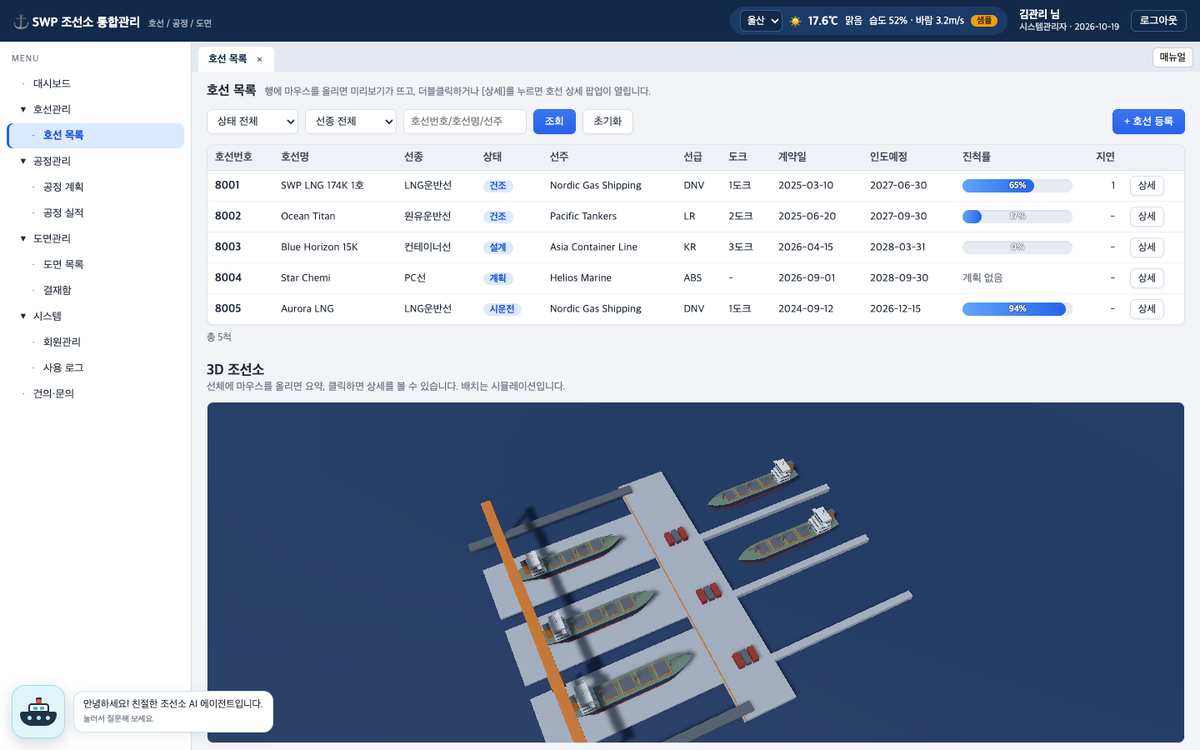 SWP 조선소 통합관리 호선 / 공정 / 도면
울산 17.6℃ 맑음 습도 52% · 바람 3.2m/s 샘플
김관리 님
시스템관리자 · 2026-10-19
로그아웃
MENU
· 대시보드
▼ 호선관리
· 호선 목록
▼ 공정관리
· 공정 계획
· 공정 실적
▼ 도면관리
· 도면 목록
· 결재함
▼ 시스템
· 회원관리
· 사용 로그
· 건의·문의
호선 목록 ×
매뉴얼
호선 목록 행에 마우스를 올리면 미리보기가 뜨고, 더블클릭하거나 [상세]를 누르면 호선 상세 팝업이 열립니다.
상태 전체 선종 전체 호선번호/호선명/선주 조회 초기화 + 호선 등록
호선번호 호선명 선종 상태 선주 선급 도크 계약일 인도예정 진척률 지연
8001 SWP LNG 174K 1호 LNG운반선 건조 Nordic Gas Shipping DNV 1도크 2025-03-10 2027-06-30 65% 1 상세
8002 Ocean Titan 원유운반선 건조 Pacific Tankers LR 2도크 2025-06-20 2027-09-30 17% - 상세
8003 Blue Horizon 15K 컨테이너선 설계 Asia Container Line KR 3도크 2026-04-15 2028-03-31 0% - 상세
8004 Star Chemi PC선 계획 Helios Marine ABS - 2026-09-01 2028-09-30 계획 없음 - 상세
8005 Aurora LNG LNG운반선 시운전 Nordic Gas Shipping DNV 1도크 2024-09-12 2026-12-15 94% - 상세
총 5척
3D 조선소
선체에 마우스를 올리면 요약, 클릭하면 상세를 볼 수 있습니다. 배치는 시뮬레이션입니다.
안녕하세요! 친절한 조선소 AI 에이전트입니다.
눌러서 질문해 보세요.